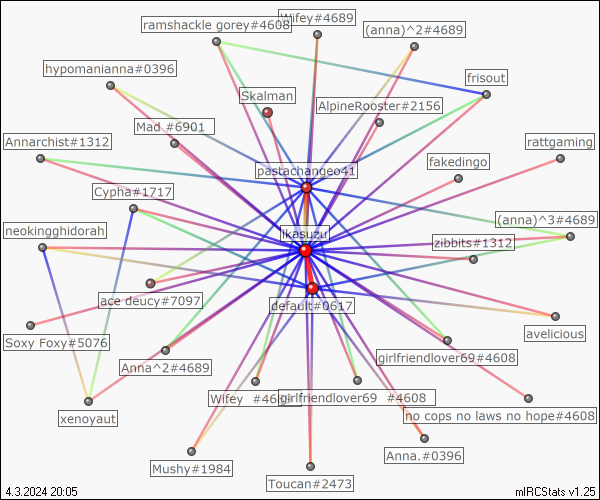 ramshackle gorey#4608
Wifey#4689
(anna)^2#4689
hypomanianna#0396
frisout
Skalman
AlpineRooster#2156
Mad #6901
Annarchist#1312
rattgaming
pastachangeo41
fakedingo
Cypha#1717
(anna)^3#4689
neokingghidorah
ikasuzu
zibbits#1312
ace deucy#7097
default#0617
avelicious
Soxy Foxy#5076
girlfriendlover69#4608
Anna^2#4689
Wifey #4689
girlfriendlover69 #4608
no cops no laws no hope#4608
xenoyaut
Anna.#0396
Mushy#1984
Toucan#2473
4.3.2024 20:05
mIRCStats v1.25